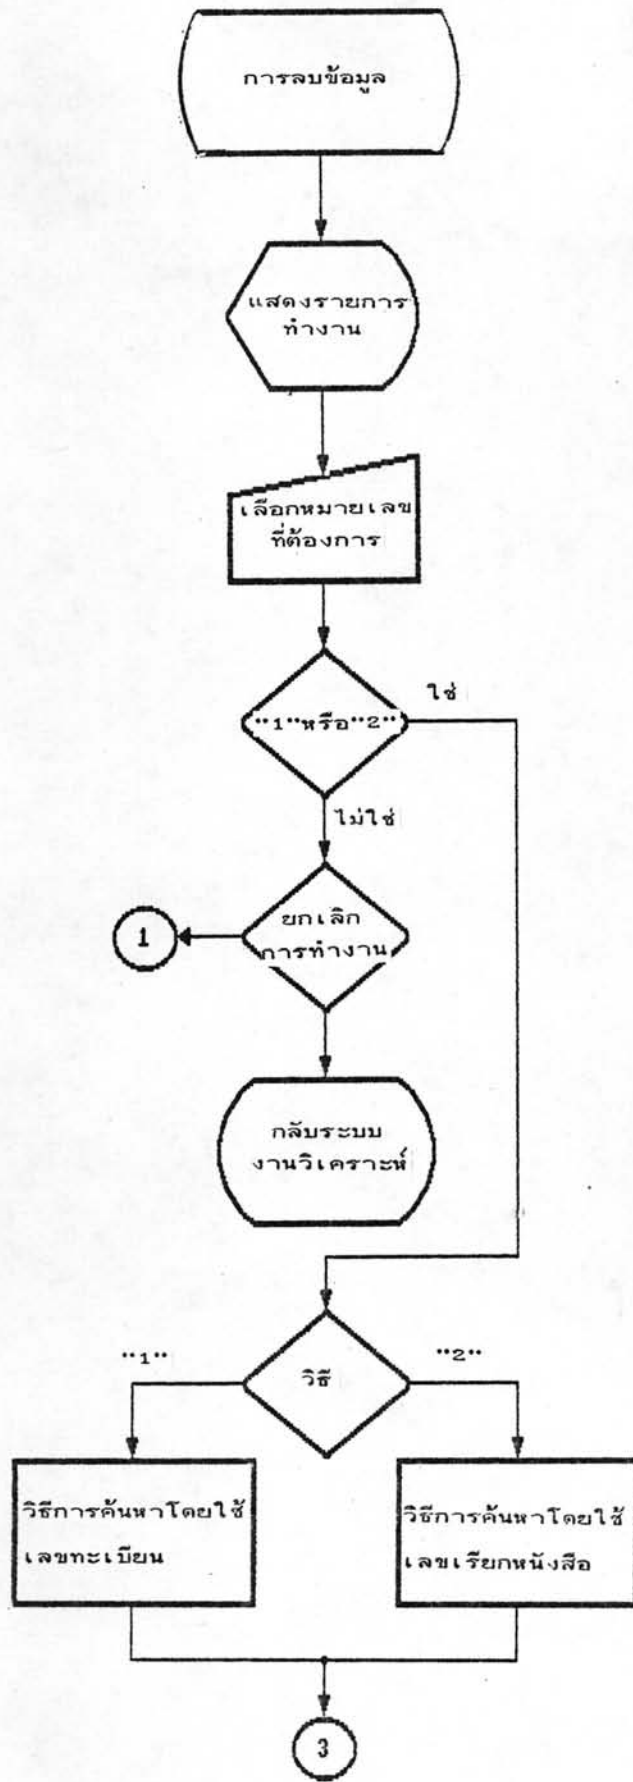 การลบข้อมูล
แสดงรายการ
ทำงาน
เลือกหมายเลข
ที่ต้องการ
"1"หรือ"2"
ใช่
ไม่ใช่
ยกเลิก
การทำงาน
1
กลับระบบ
งานวิเคราะห์
วิธี
"1"
"2"
วิธีการค้นหาโดยใช้
เลขทะเบียน
วิธีการค้นหาโดยใช้
เลขเรียกหนังสือ
3